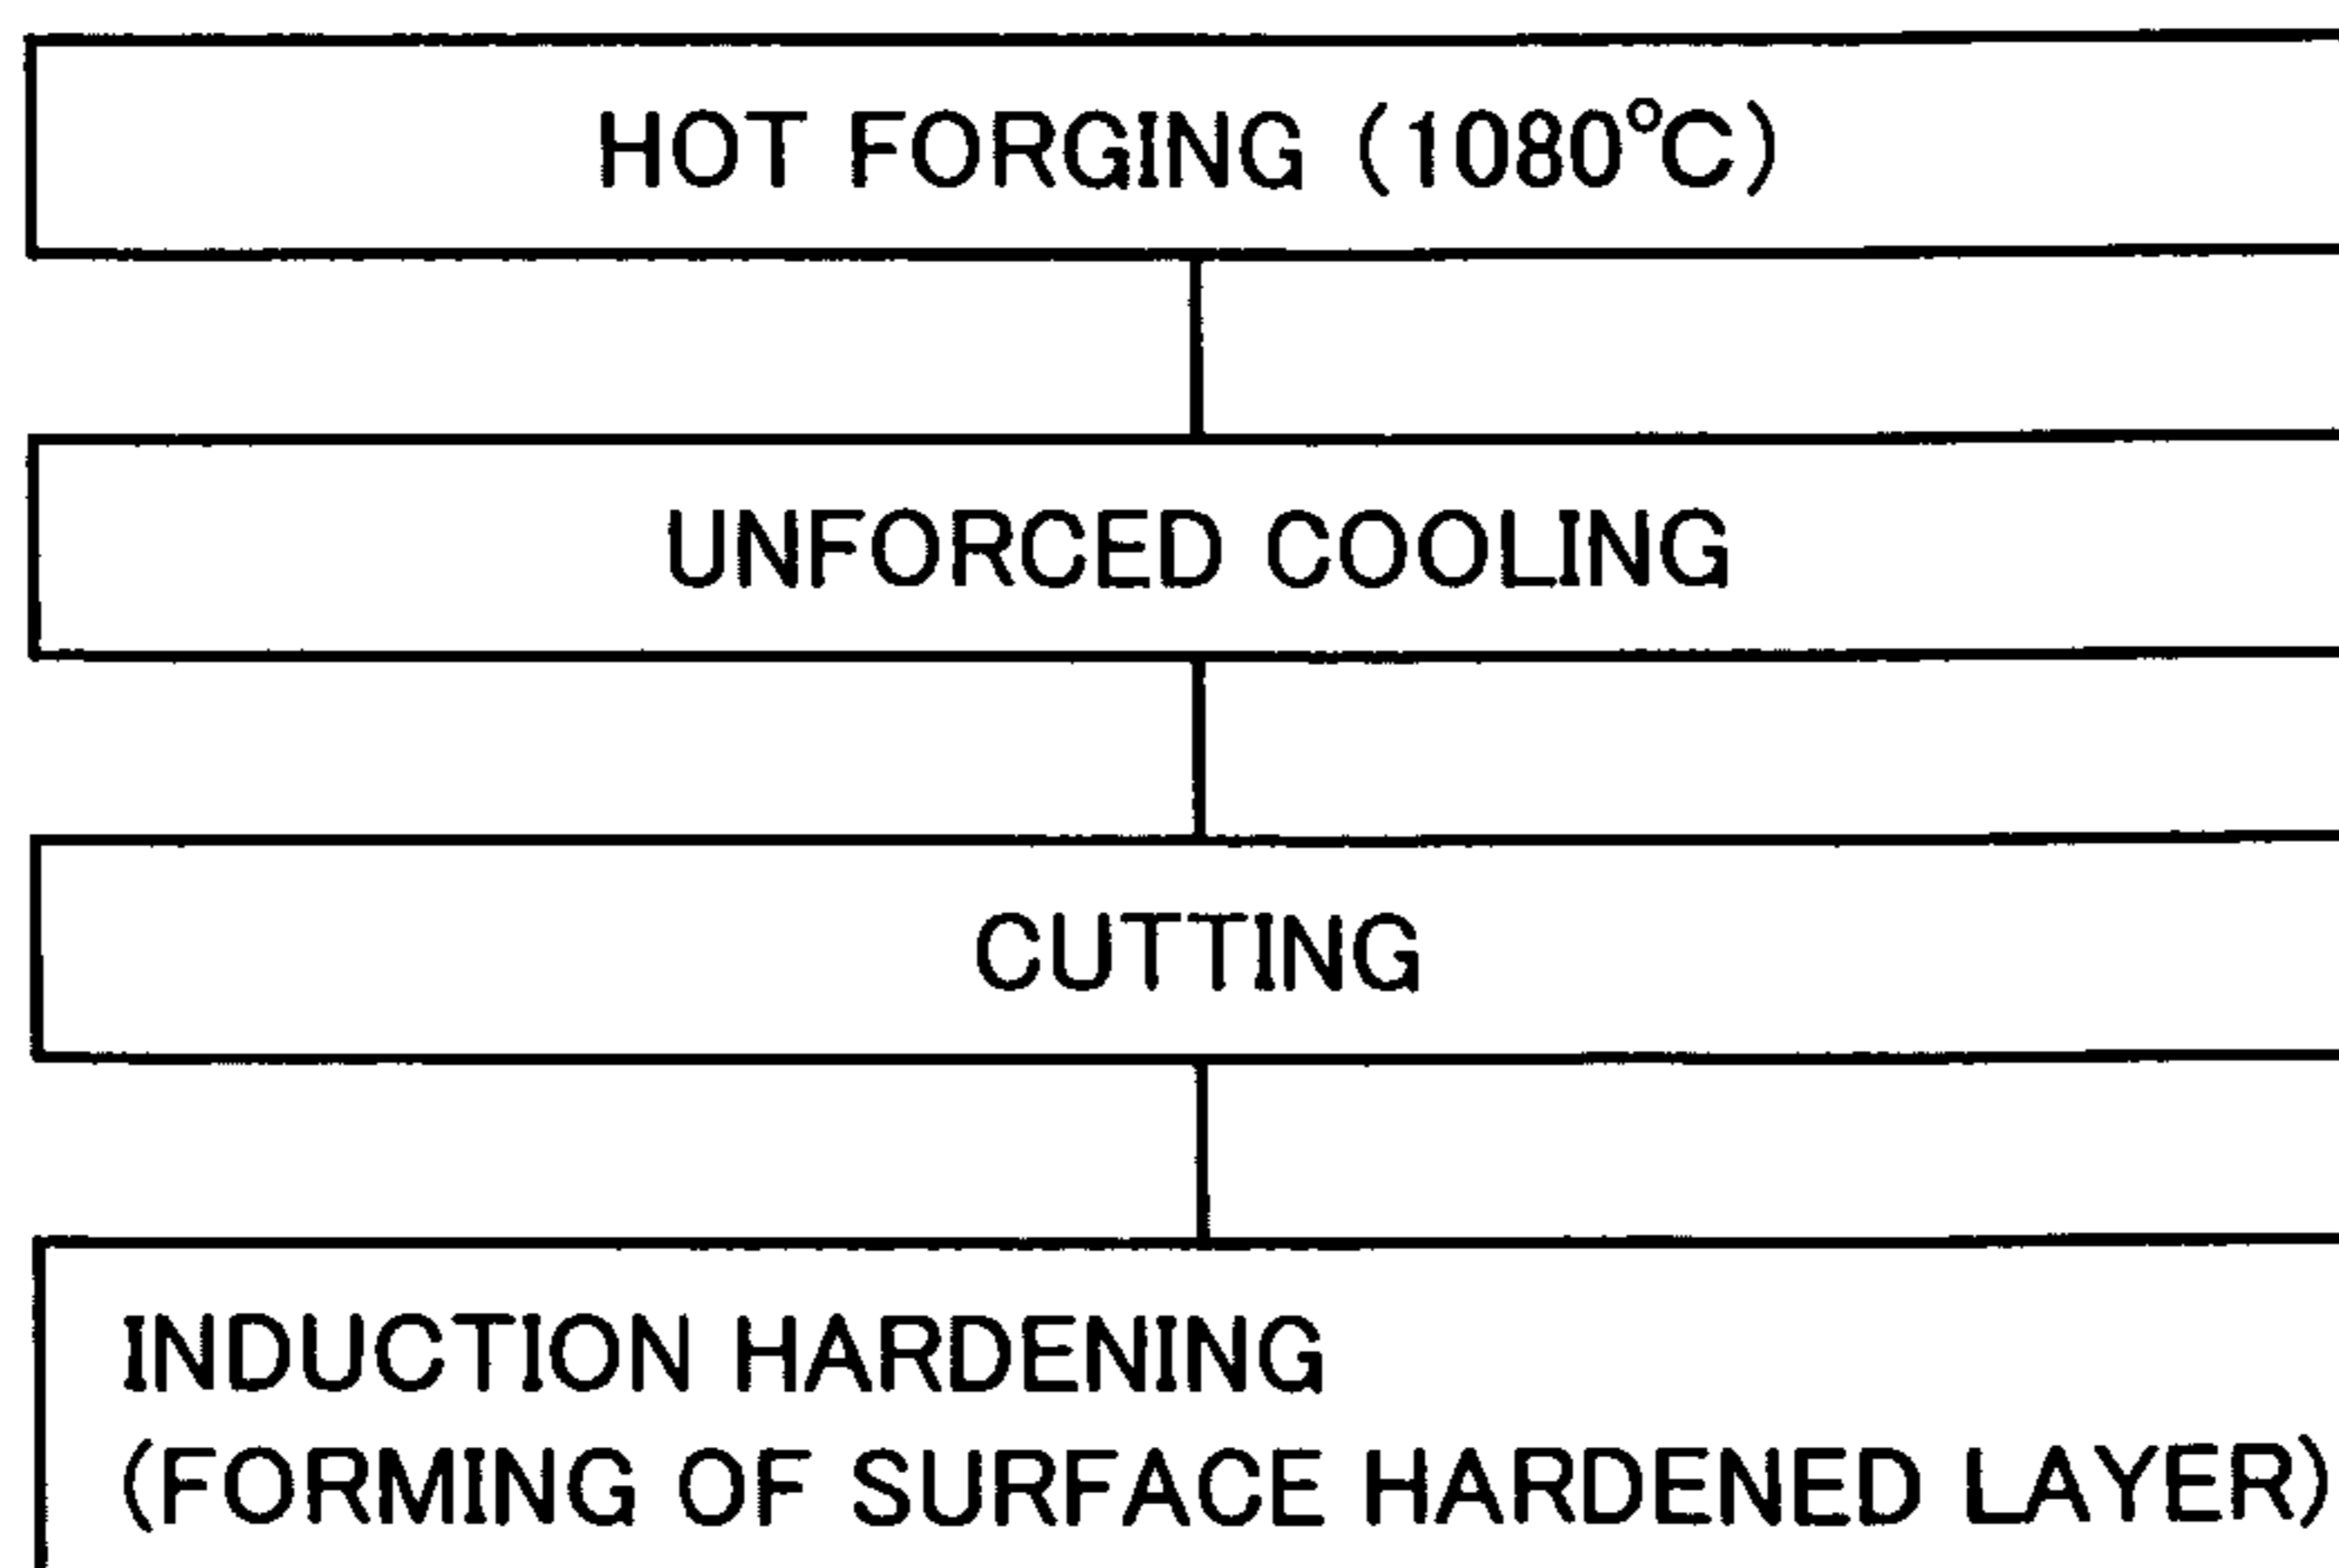 HOT FORGING (1080℃)
UNFORCED COOLING
CUTTING
INDUCTION HARDENING
(FORMING OF SURFACE HARDENED LAYER)